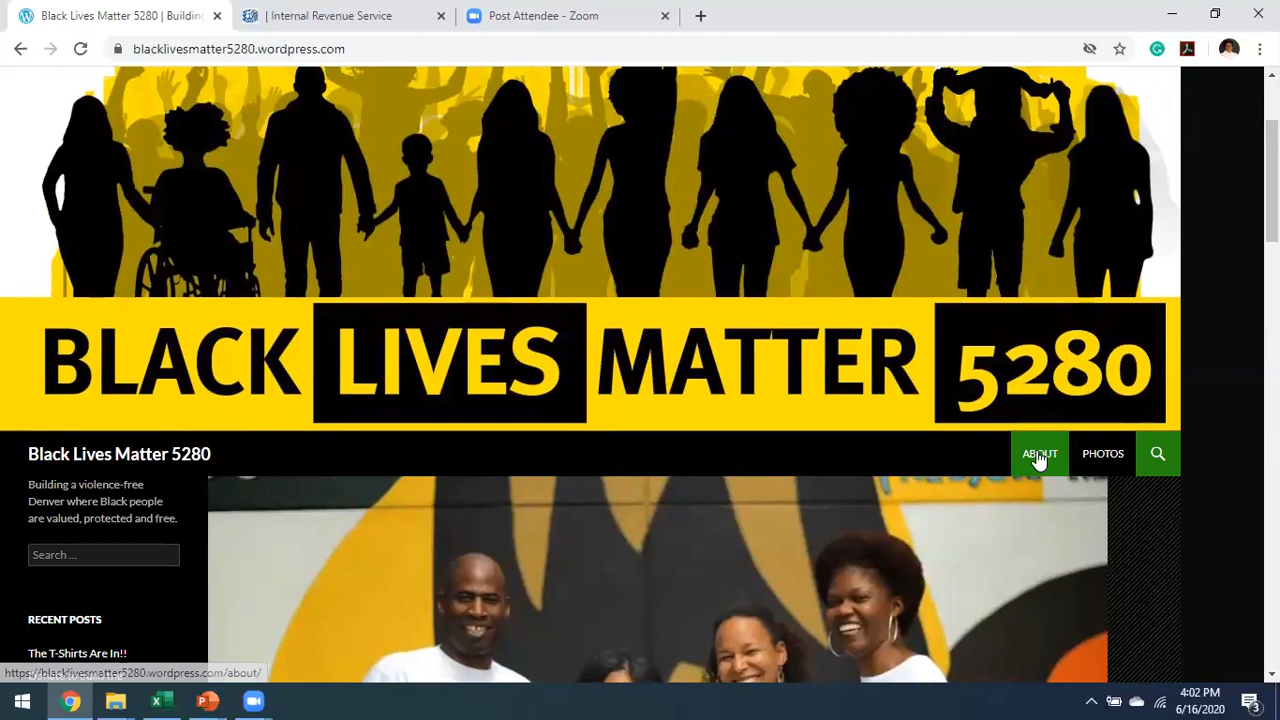 Black Lives Matter 5280 | Building
| Internal Revenue Service
Post Attendee - Zoom
blacklivesmatter5280.wordpress.com
BLACK LIVES MATTER 5280
Black Lives Matter 5280
ABOUT
PHOTOS
Building a violence-free
Denver where Black people
are valued, protected and free.
Search ...
RECENT POSTS
The T-Shirts Are In!!
https://blacklivesmatter5280.wordpress.com/about/
4:02 PM
6/16/2020
3